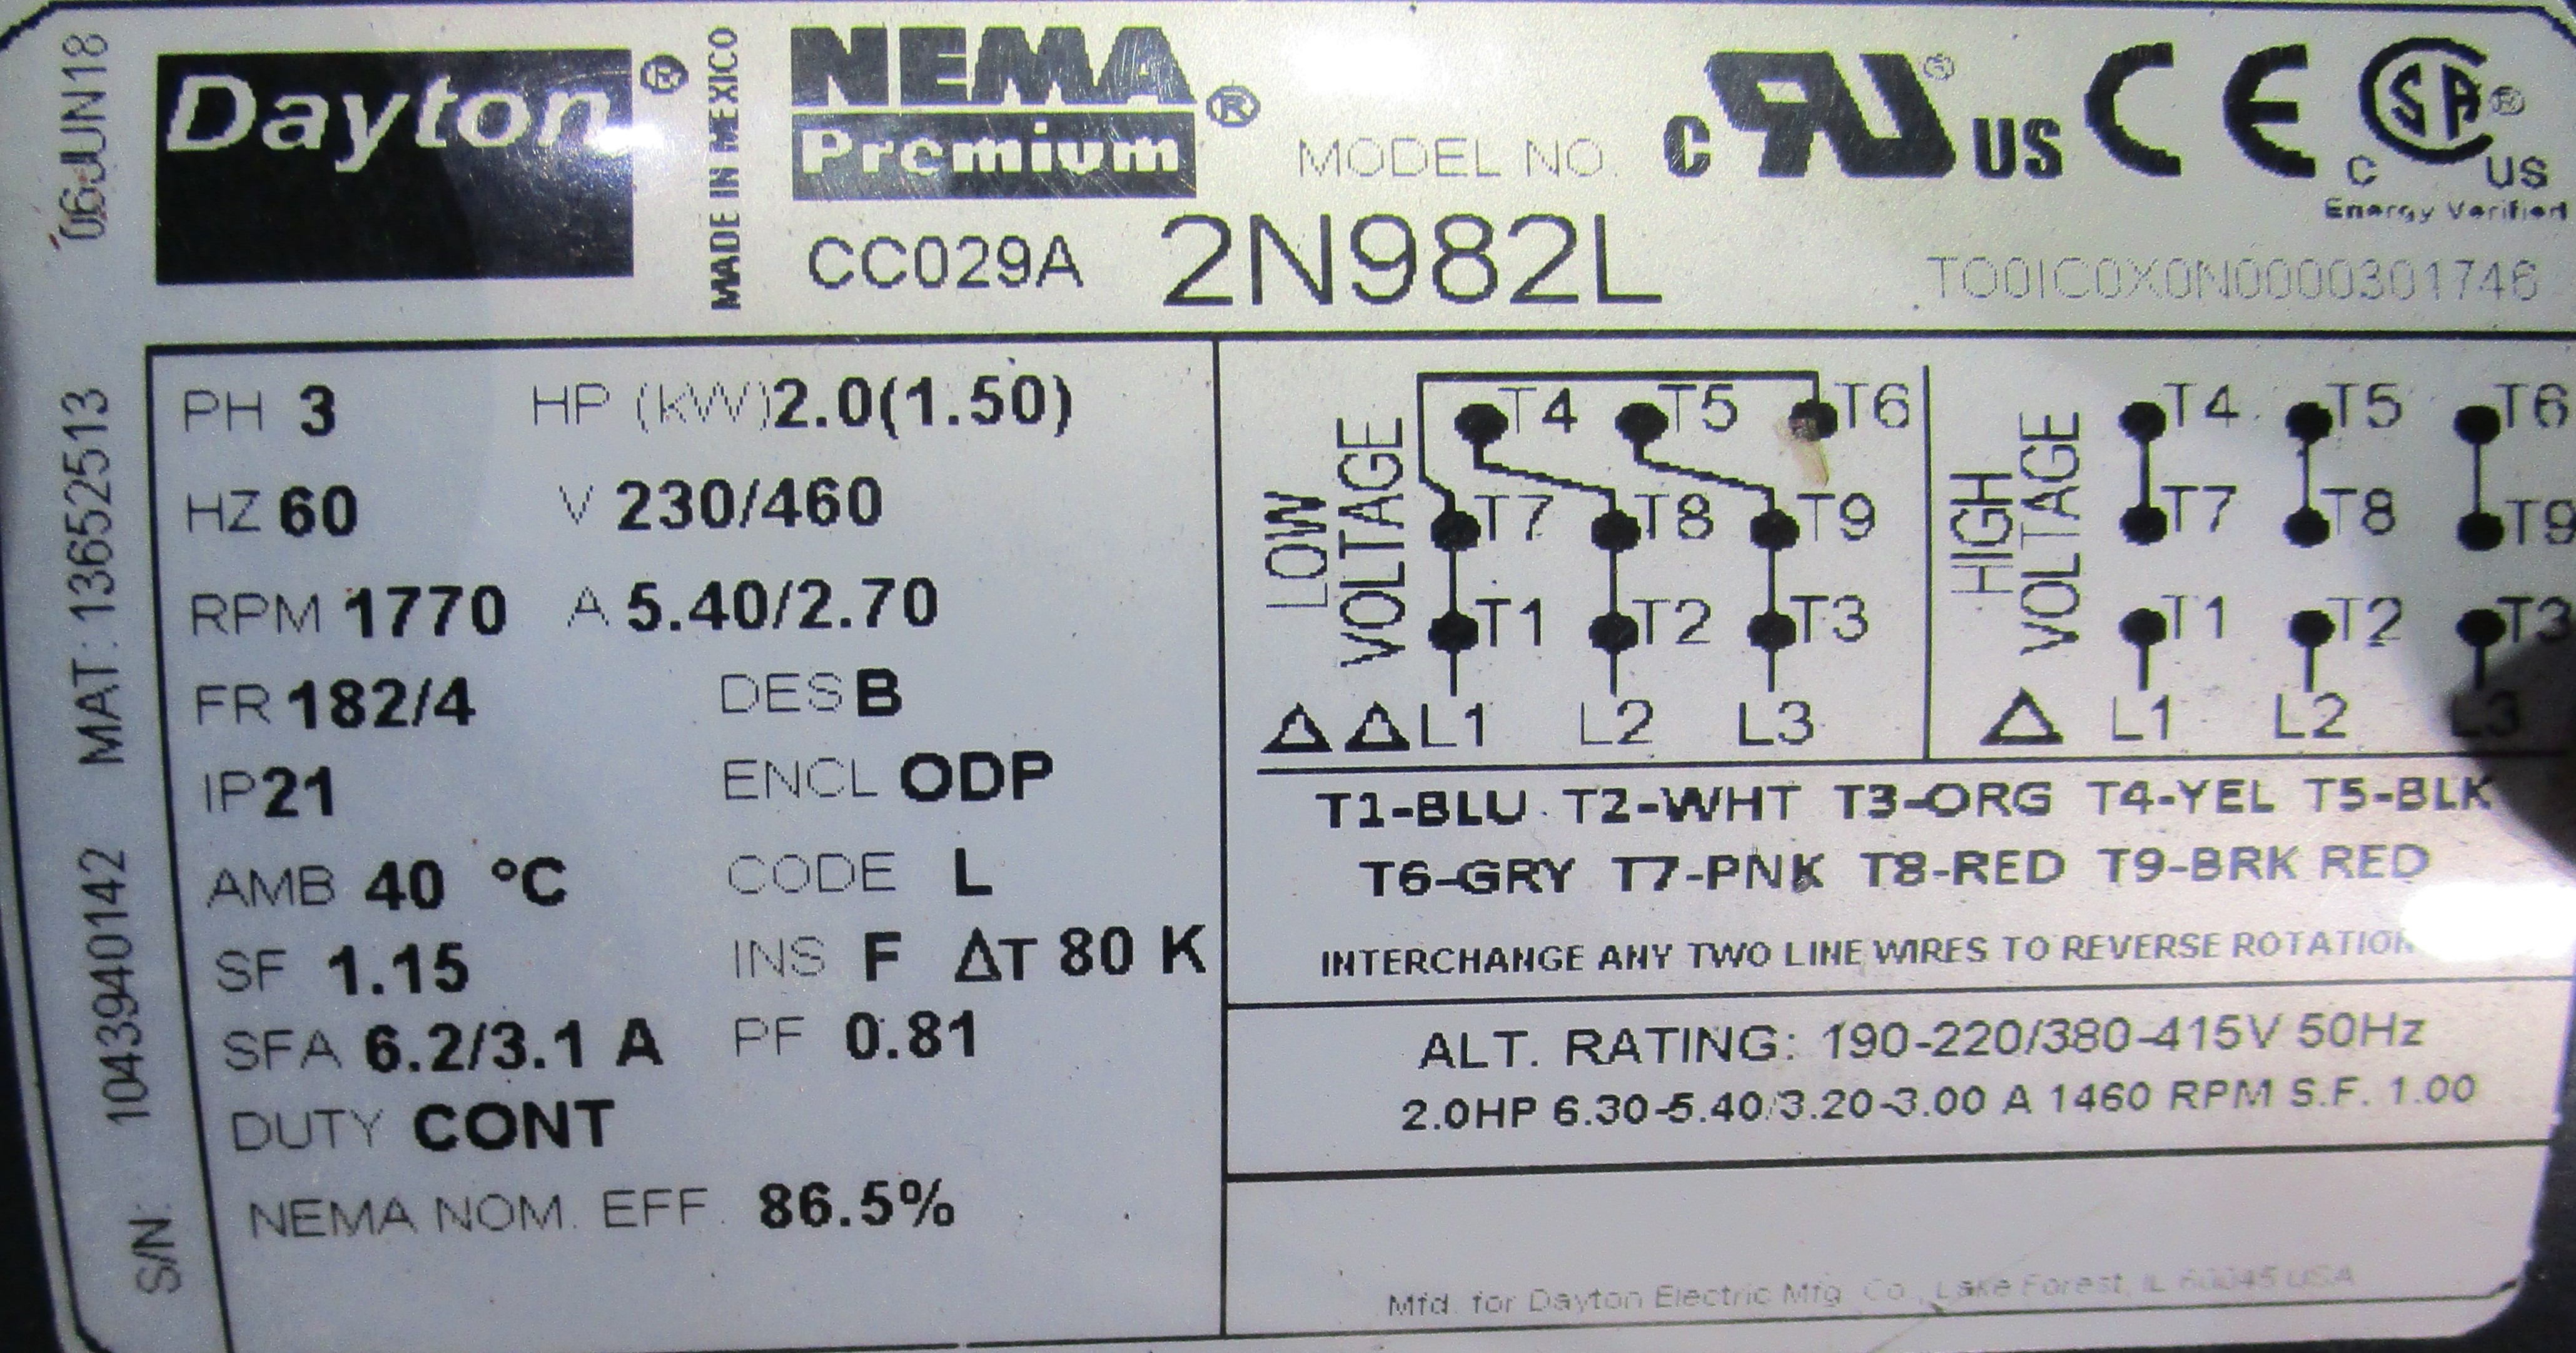 06JUN18
MAT: 13652513
S/N: 1043940142
Dayton®
MADE IN MEXICO
NEMA®
Premium
MODEL NO.
CC029A 2N982L
C US CE
SA®
C US
Energy Verified
TO0IC0X0N0000301746
PH 3 HP (kW) 2.0(1.50)
HZ 60 V 230/460
RPM 1770 A 5.40/2.70
FR 182/4 DES B
IP21 ENCL ODP
AMB 40 °C CODE L
SF 1.15 INS F ΔT 80 K
SFA 6.2/3.1 A PF 0.81
DUTY CONT
NEMA NOM. EFF. 86.5%
LOW
VOLTAGE
T4 T5 T6
T7 T8 T9
T1 T2 T3
ΔΔ L1 L2 L3
HIGH
VOLTAGE
T4 T5 T6
T7 T8 T9
T1 T2 T3
Δ L1 L2 L3
T1-BLU T2-WHT T3-ORG T4-YEL T5-BLK
T6-GRY T7-PNK T8-RED T9-BRK RED
INTERCHANGE ANY TWO LINE WIRES TO REVERSE ROTATION
ALT. RATING: 190-220/380-415V 50Hz
2.0HP 6.30-5.40/3.20-3.00 A 1460 RPM S.F. 1.00
Mfd. for Dayton Electric Mfg. Co., Lake Forest, IL 60045 USA